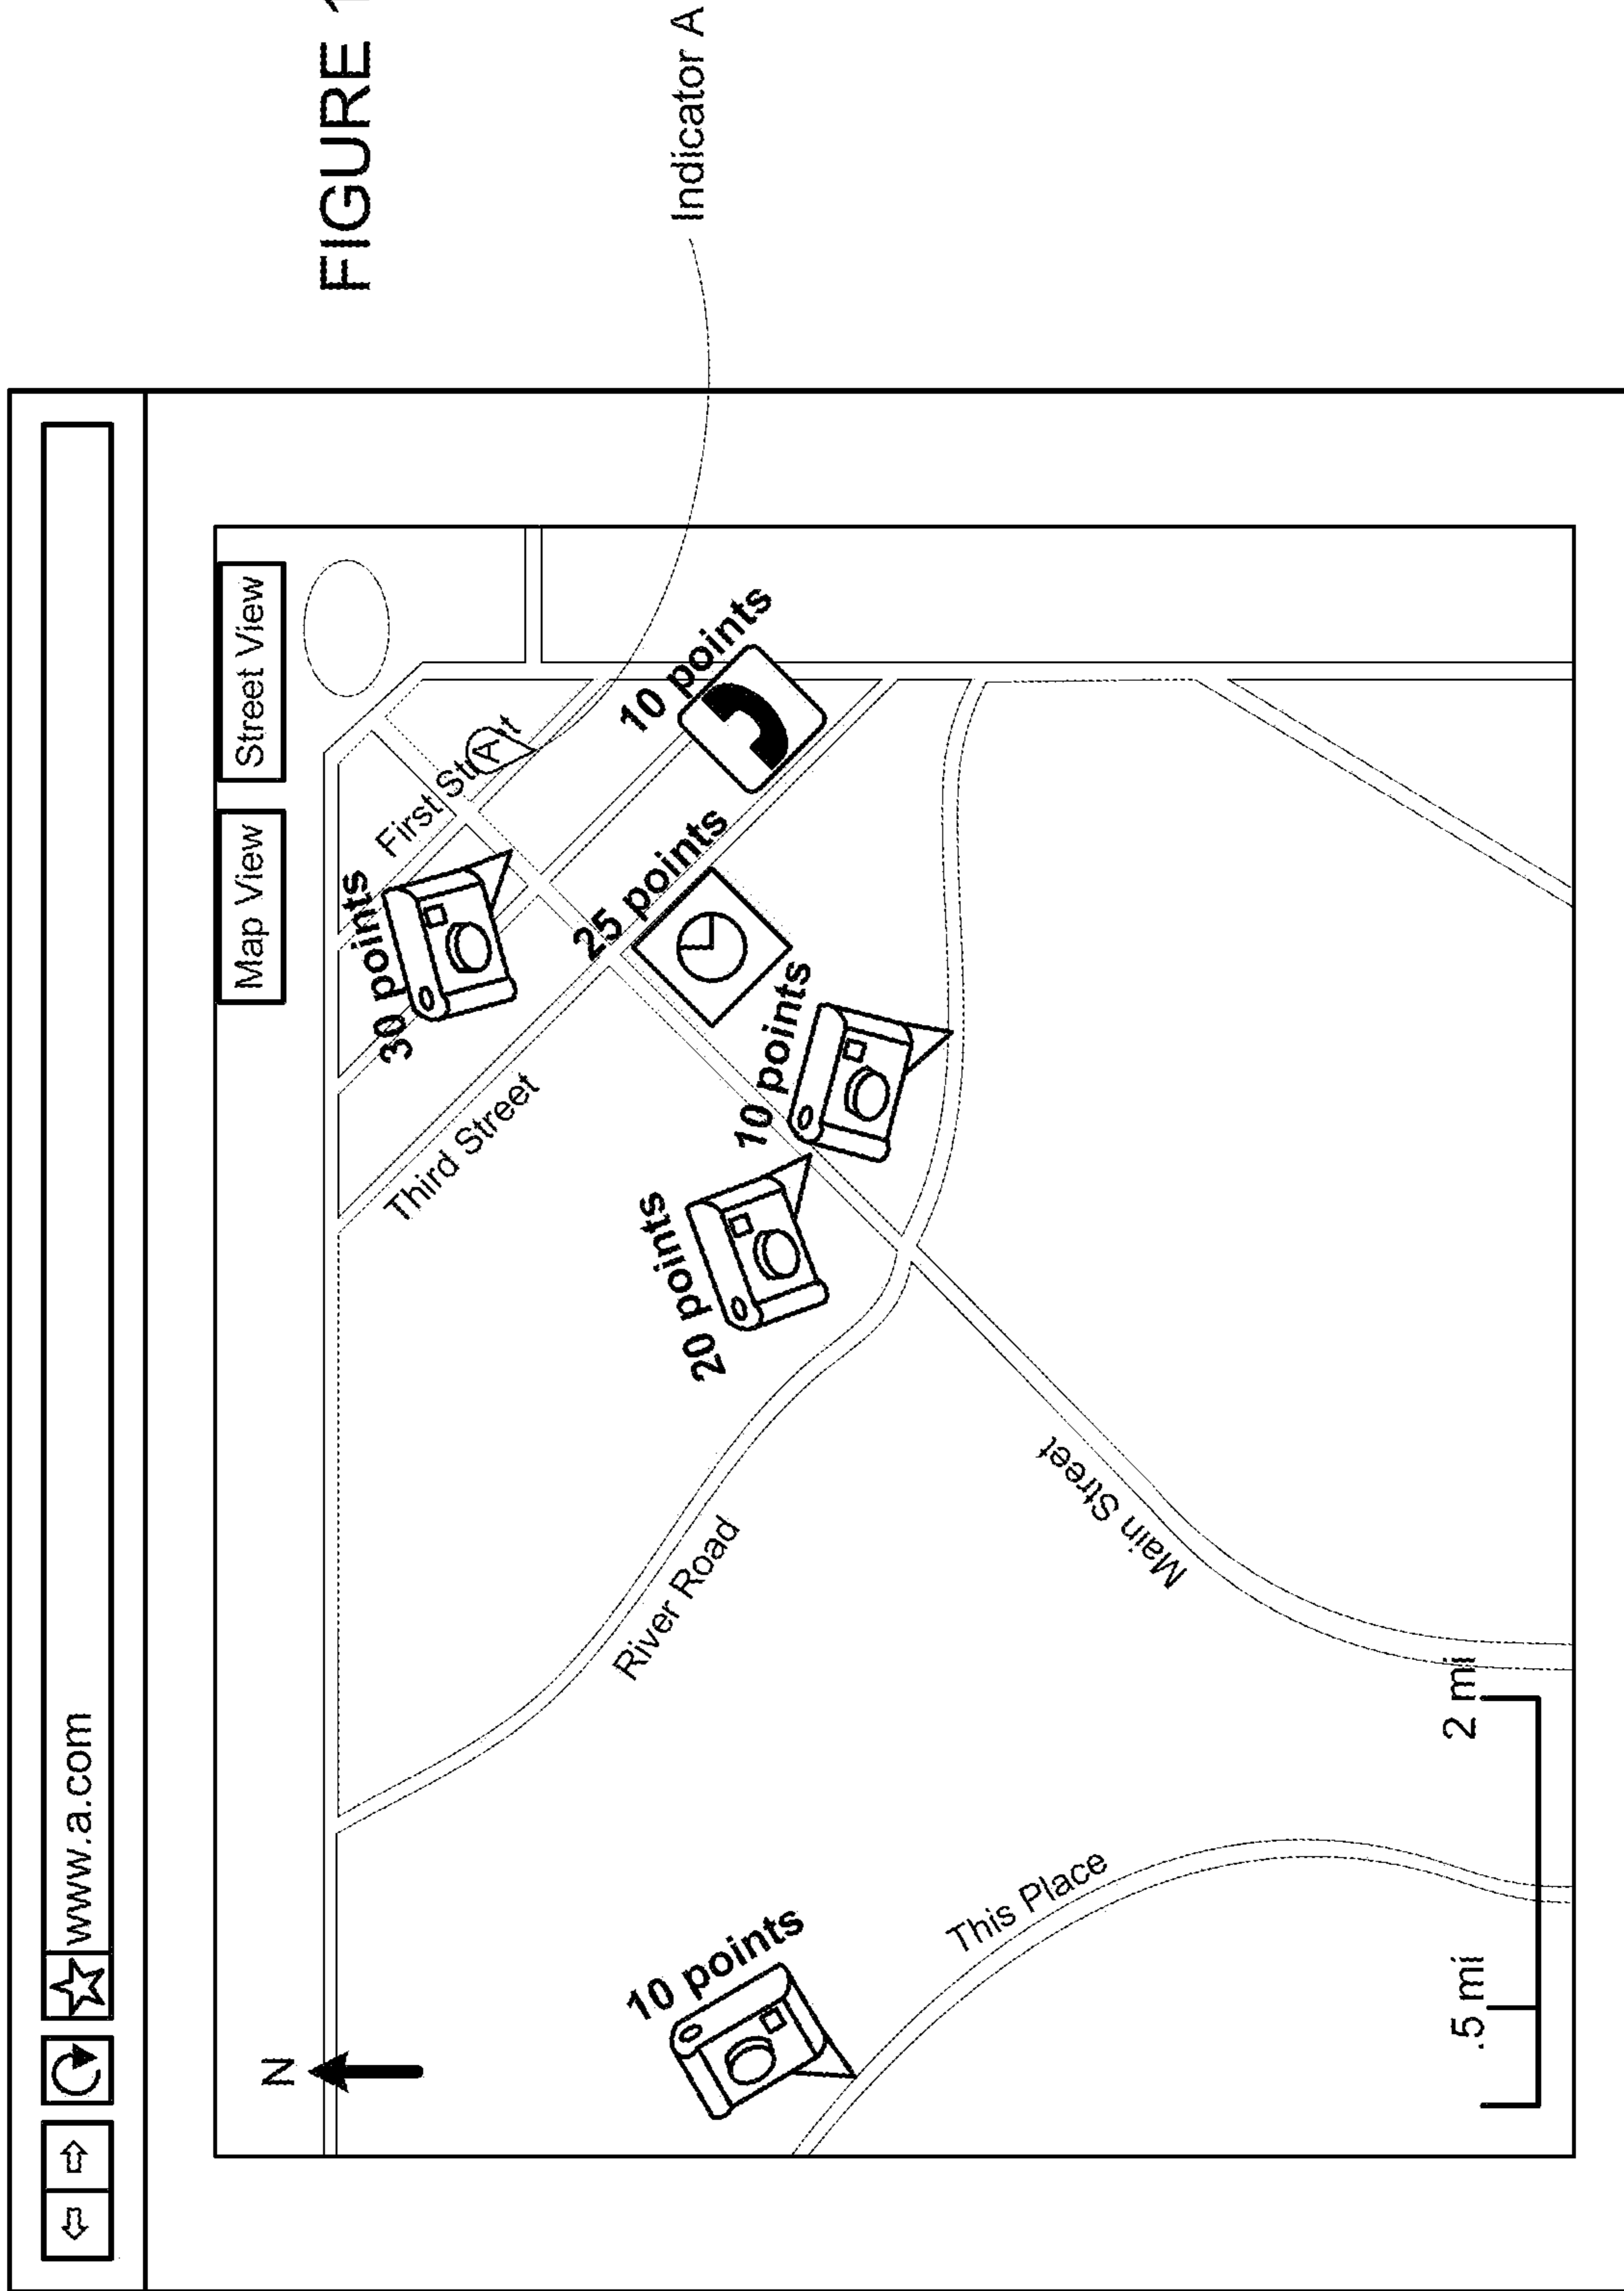 www.a.com
FIGURE 1
N
Map View
Street View
30 points
First Street
A
25 points
10 points
Third Street
Indicator A
20 points
10 points
10 points
River Road
This Place
Main Street
.5 mi
2 mi